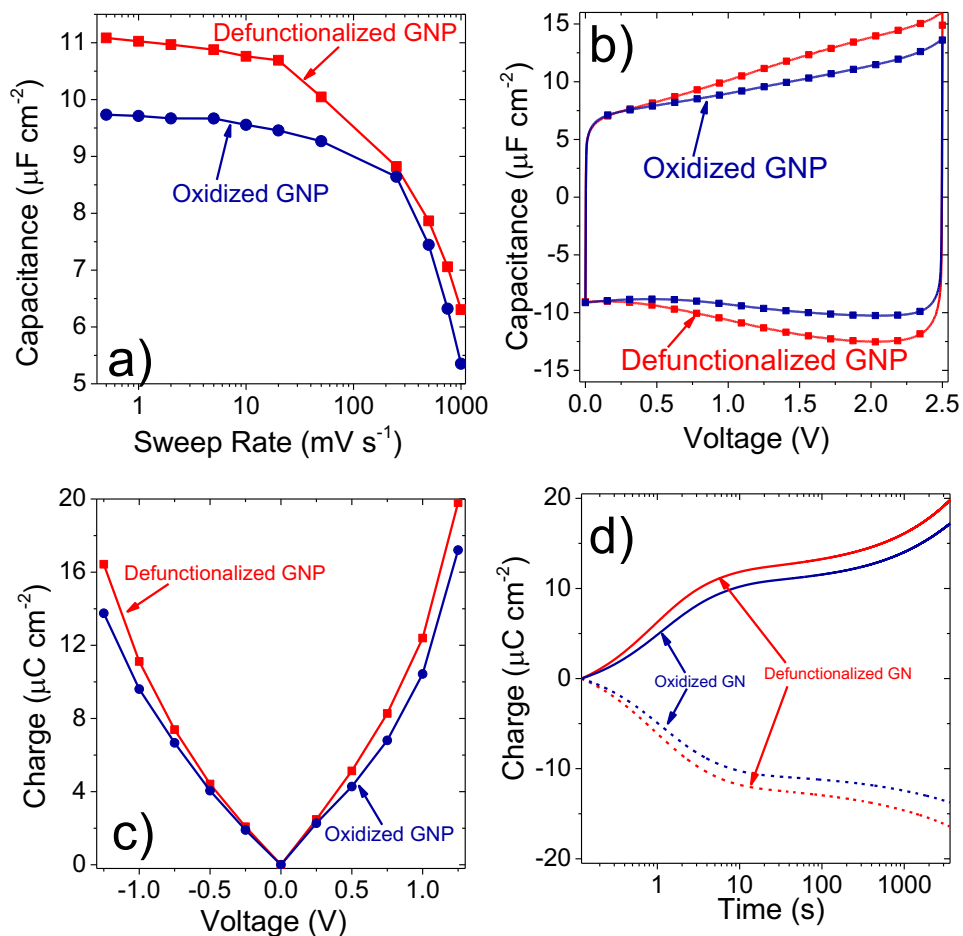 a)
Capacitance (μF cm⁻²)
11
10
9
8
7
6
5
Defunctionalized GNP
Oxidized GNP
1
10
100
1000
Sweep Rate (mV s⁻¹)
b)
Capacitance (μF cm⁻²)
15
10
5
0
-5
-10
-15
Oxidized GNP
Defunctionalized GNP
0.0
0.5
1.0
1.5
2.0
2.5
Voltage (V)
c)
Charge (μC cm⁻²)
20
16
12
8
4
0
Defunctionalized GNP
Oxidized GNP
-1.0
-0.5
0.0
0.5
1.0
Voltage (V)
d)
Charge (μC cm⁻²)
20
10
0
-10
-20
Oxidized GN
Defunctionalized GN
1
10
100
1000
Time (s)